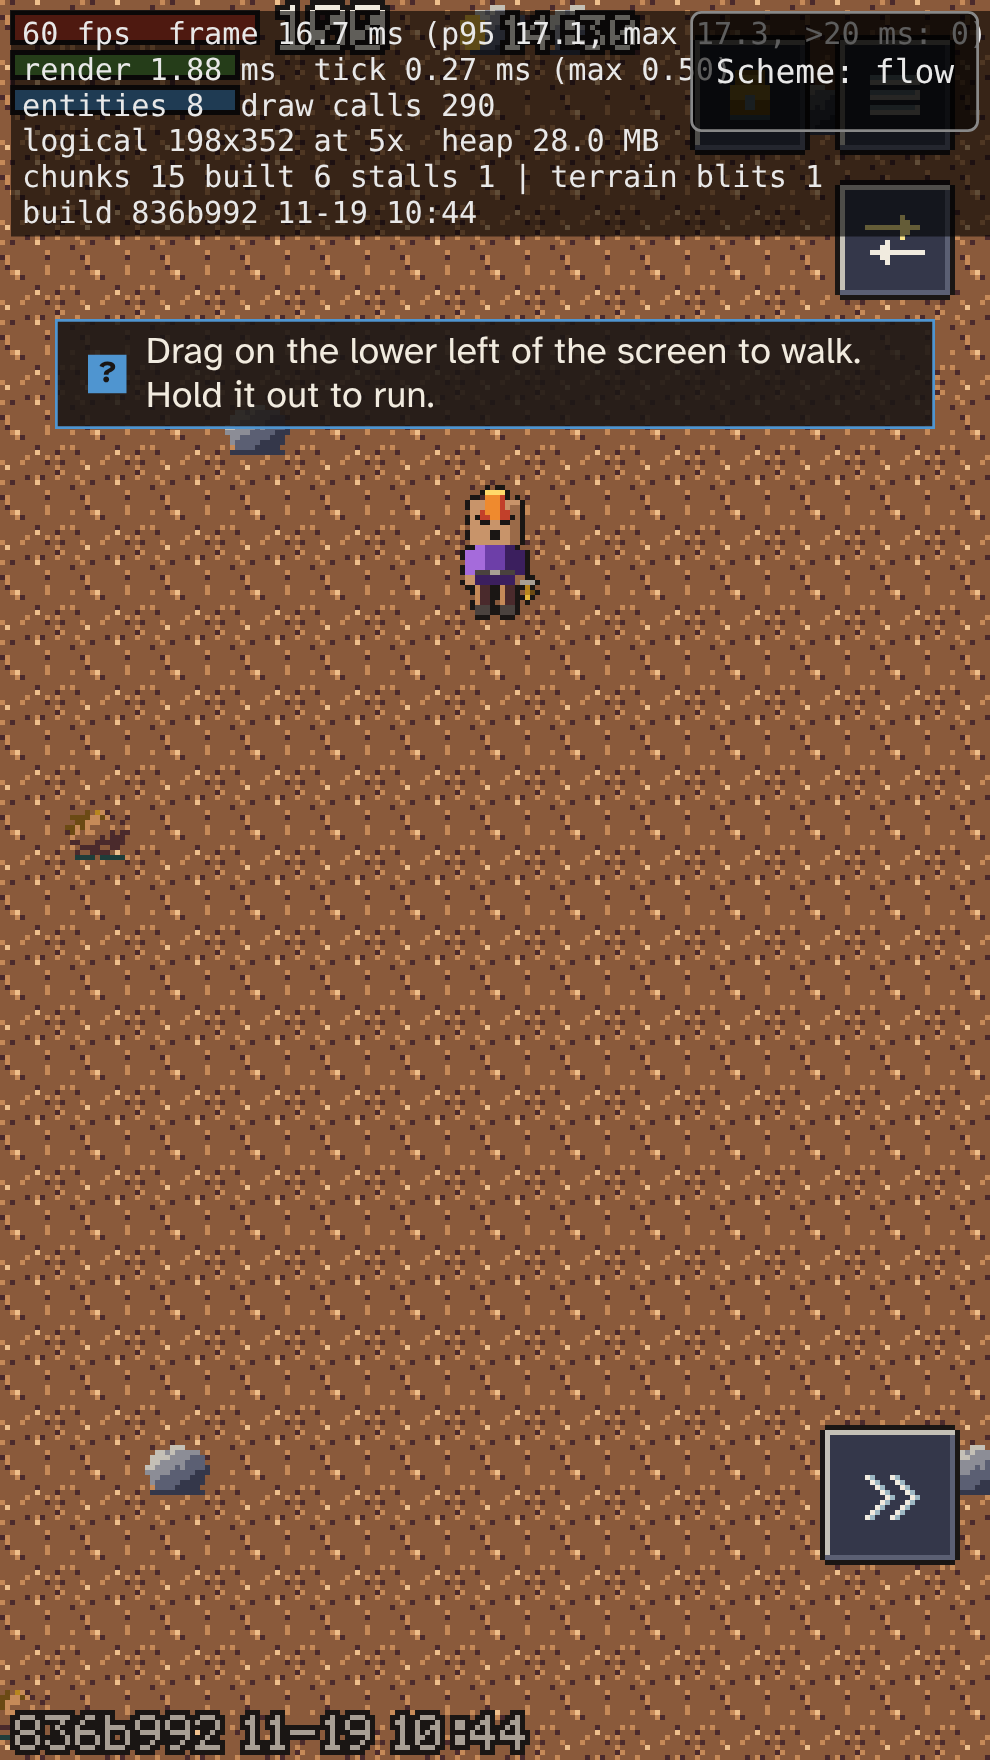 60 fps  frame 16.7 ms (p95 17.1, max 17.3, >20 ms: 0)
render 1.88 ms  tick 0.27 ms (max 0.50)
Scheme: flow
entities 8  draw calls 290
logical 198x352 at 5x  heap 28.0 MB
chunks 15 built 6 stalls 1 | terrain blits 1
build 836b992 11-19 10:44
? Drag on the lower left of the screen to walk.
Hold it out to run.
836b992 11-19 10:44